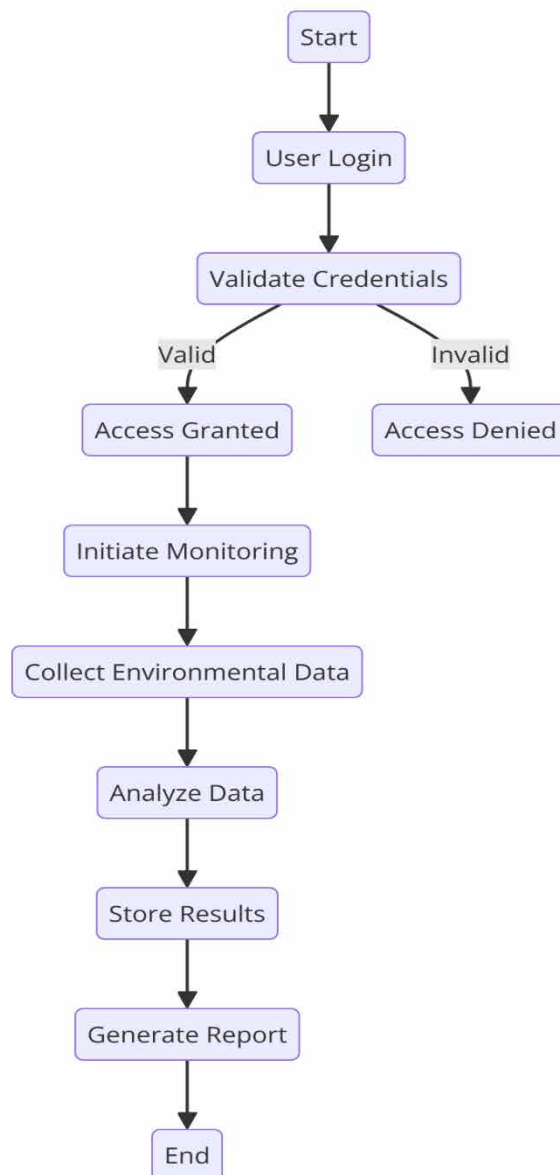 Start
User Login
Validate Credentials
Valid
Invalid
Access Granted
Access Denied
Initiate Monitoring
Collect Environmental Data
Analyze Data
Store Results
Generate Report
End